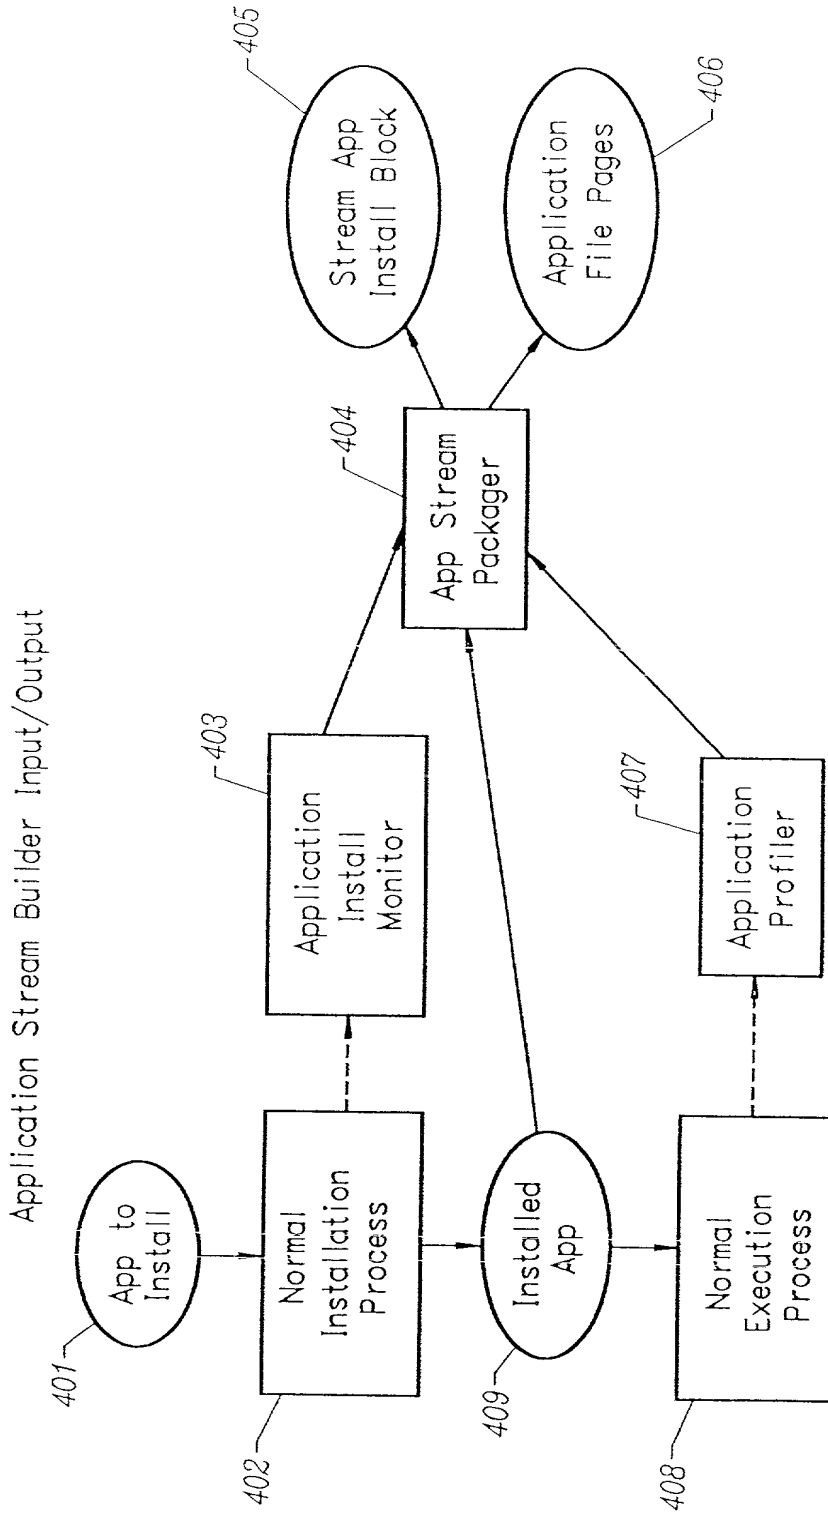 Application Stream Builder Input/Output
401
App to
Install
402
Normal
Installation
Process
403
Application
Install
Monitor
404
App Stream
Packager
405
Stream App
Install Block
406
Application
File Pages
409
Installed
App
407
Application
Profiler
408
Normal
Execution
Process